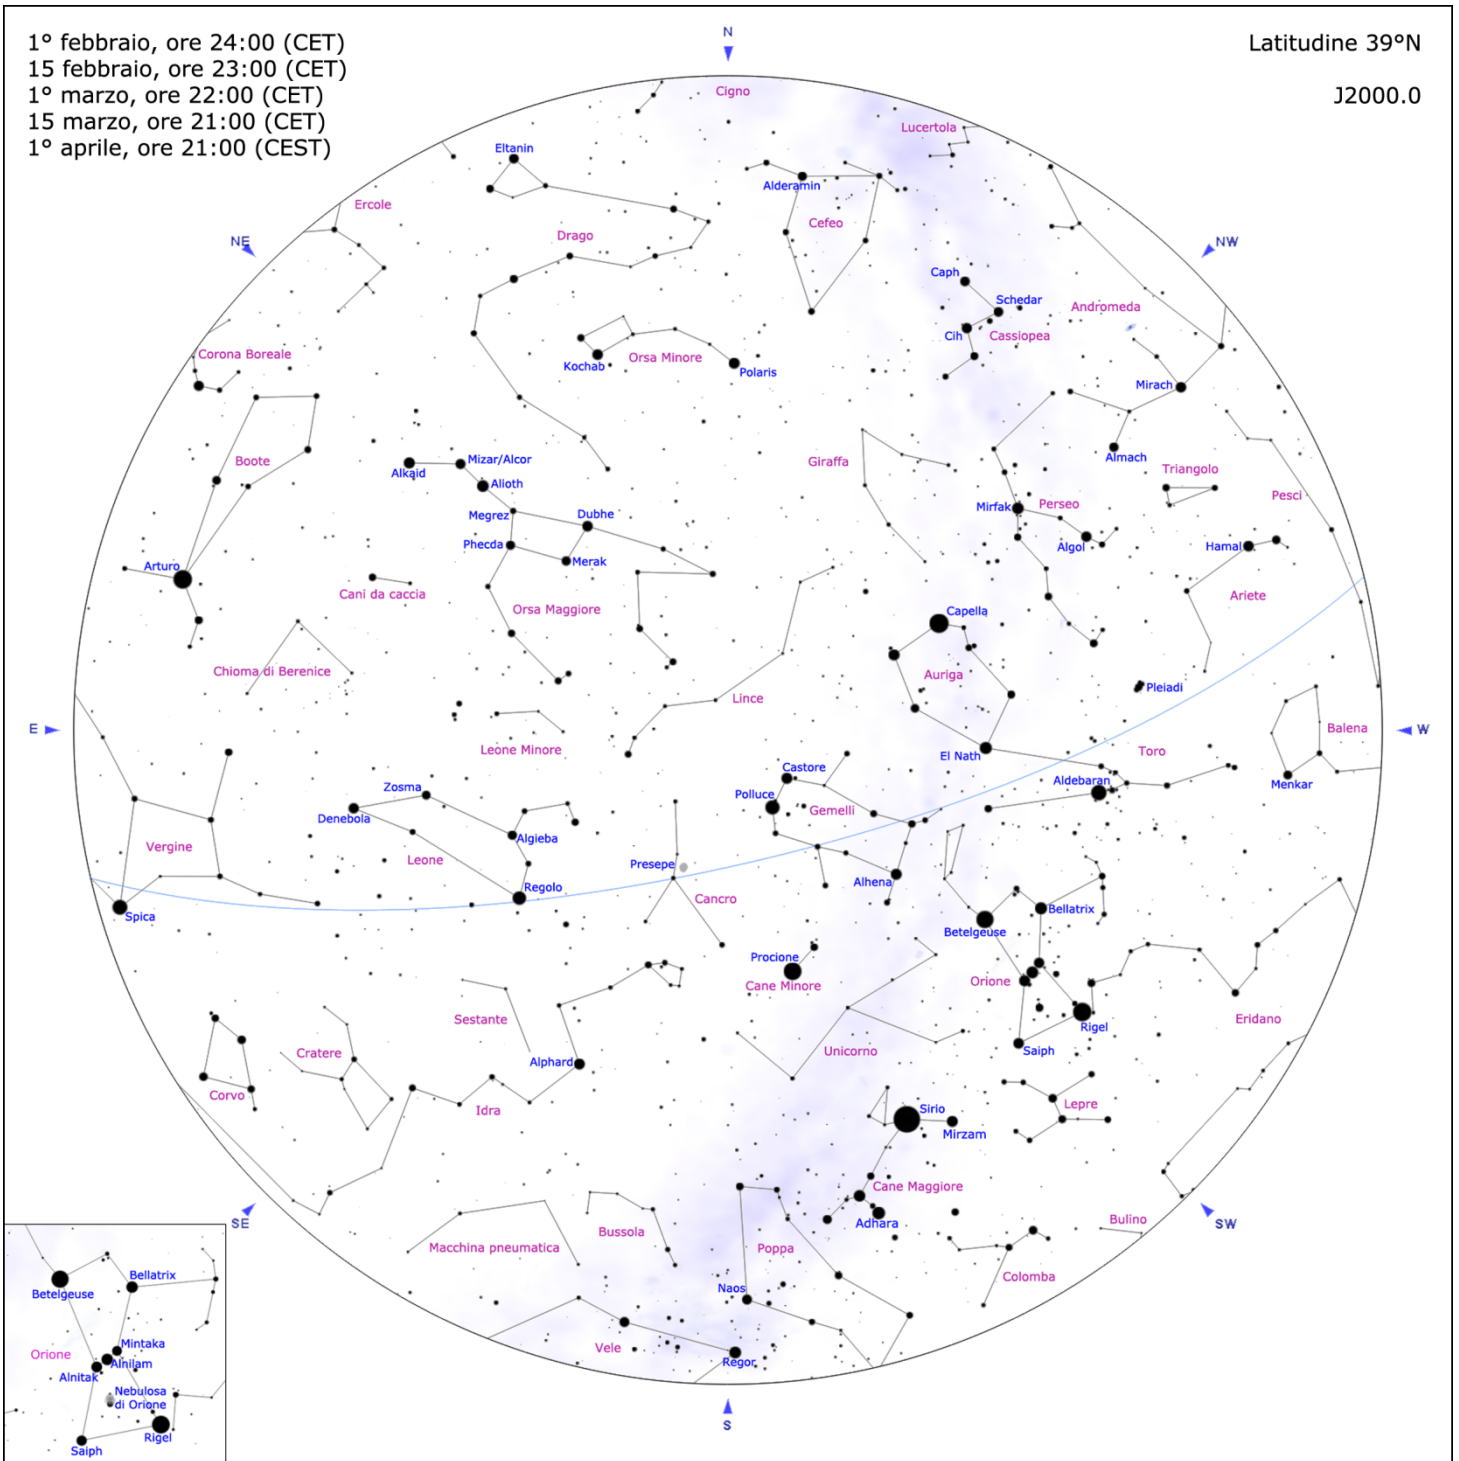 1° febbraio, ore 24:00 (CET)
15 febbraio, ore 23:00 (CET)
1° marzo, ore 22:00 (CET)
15 marzo, ore 21:00 (CET)
1° aprile, ore 21:00 (CEST)
Latitudine 39°N
J2000.0
N
Cigno
Lucertola
Eltanin
Alderamin
Ercole
Cefeo
Drago
NE
NW
Caph
Schedar
Andromeda
Cih
Cassiopea
Corona Boreale
Orsa Minore
Kochab
Polaris
Mirach
Boote
Alkaid
Mizar/Alcor
Giraffa
Almach
Triangolo
Alioth
Pesci
Megrez
Dubhe
Mirfak
Perseo
Phecda
Algol
Hamal
Arturo
Merak
Cani da caccia
Orsa Maggiore
Capella
Ariete
Chioma di Berenice
Auriga
Pleiadi
Lince
E
W
Leone Minore
El Nath
Toro
Balena
Castore
Aldebaran
Menkar
Zosma
Polluce
Gemelli
Denebola
Algieba
Vergine
Leone
Presepe
Alhena
Regolo
Cancro
Spica
Bellatrix
Betelgeuse
Procione
Cane Minore
Orione
Sestante
Eridano
Rigel
Cratere
Alphard
Unicorno
Saiph
Corvo
Idra
Lepre
Sirio
Mirzam
Cane Maggiore
SE
Adhara
Bulino
SW
Bussola
Macchina pneumatica
Poppa
Colomba
Naos
Vele
Regor
S
Betelgeuse
Bellatrix
Orione
Mintaka
Alnilam
Alnitak
Nebulosa
di Orione
Rigel
Saiph